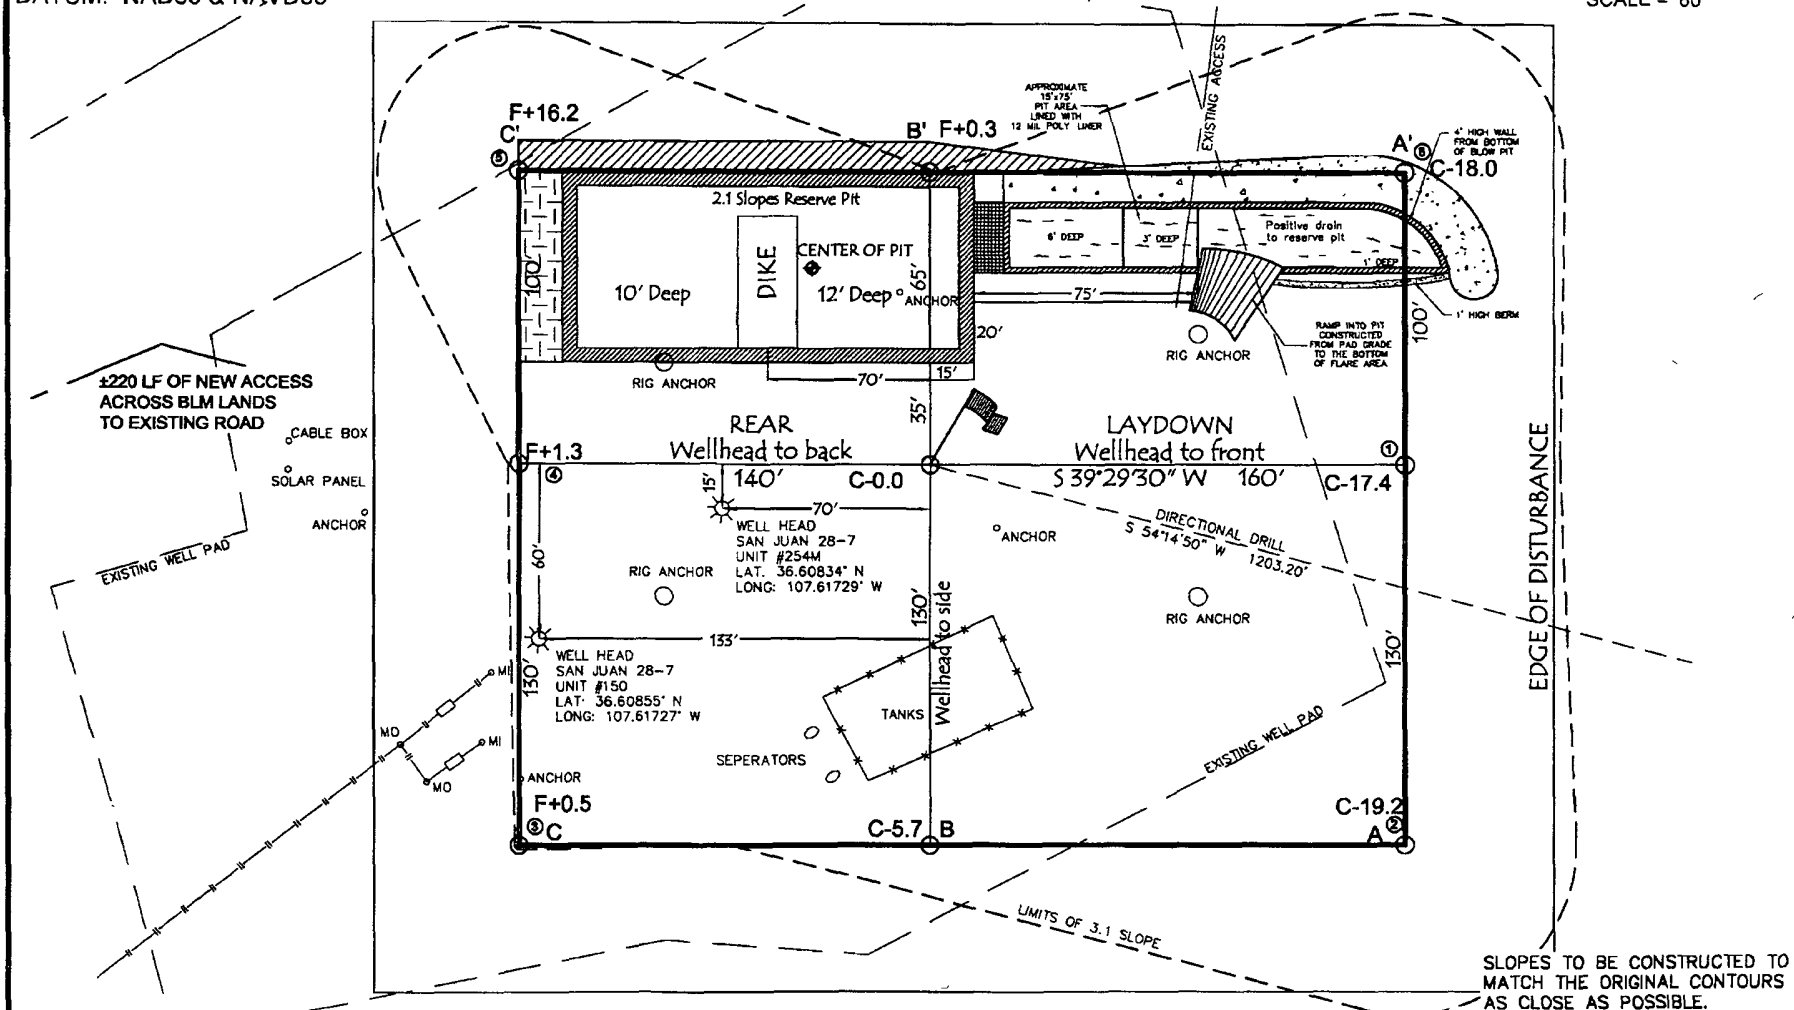 SCALE = 60'
F+16.2
C'
⑤
B' F+0.3
APPROXIMATE
15'x75'
PIT AREA
LINED WITH
12 MIL POLY LINER
EXISTING ACCESS
A'
⑥
C-18.0
4' HIGH WALL
FROM BOTTOM
OF BLOW PIT
2.1 Slopes Reserve Pit
CENTER OF PIT
DIKE
10' Deep
12' Deep
ANCHOR
100'
65'
6' DEEP
3' DEEP
Positive drain
to reserve pit
1' DEEP
75'
20'
1' HIGH BERM
100'
RIG ANCHOR
RAMP INTO PIT
CONSTRUCTED
FROM PAD GRADE
TO THE BOTTOM
OF FLARE AREA
RIG ANCHOR
70'
15'
35'
±220 LF OF NEW ACCESS
ACROSS BLM LANDS
TO EXISTING ROAD
CABLE BOX
SOLAR PANEL
ANCHOR
EXISTING WELL PAD
REAR
Wellhead to back
140'
LAYDOWN
Wellhead to front
S 39°29'30" W 160'
F+1.3
④
C-0.0
①
C-17.4
15'
70'
WELL HEAD
SAN JUAN 28-7
UNIT #254M
LAT. 36.60834° N
LONG: 107.61729° W
60'
RIG ANCHOR
ANCHOR
DIRECTIONAL DRILL
S 54°14'50" W 1203.20'
RIG ANCHOR
EDGE OF DISTURBANCE
133'
130'
Wellhead to side
130'
130'
WELL HEAD
SAN JUAN 28-7
UNIT #150
LAT: 36.60855° N
LONG: 107.61727° W
TANKS
SEPERATORS
MO
MI
MO
ANCHOR
EXISTING WELL PAD
F+0.5
③ C
C-5.7 B
C-19.2
A ②
LIMITS OF 3.1 SLOPE
SLOPES TO BE CONSTRUCTED TO
MATCH THE ORIGINAL CONTOURS
AS CLOSE AS POSSIBLE.